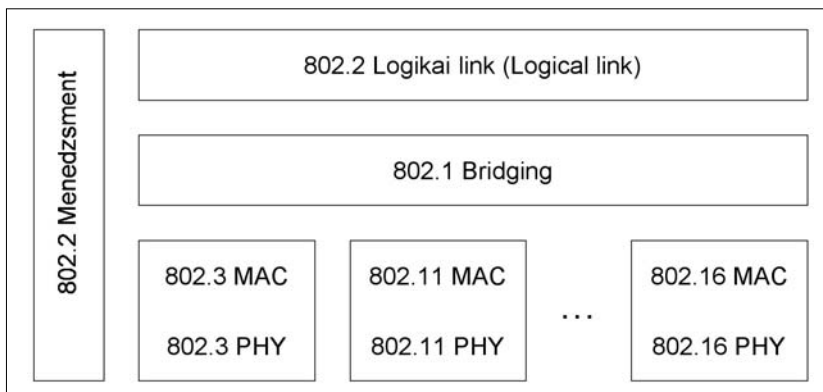 802.2 Menedzsment
802.2 Logikai link (Logical link)
802.1 Bridging
802.3 MAC
802.3 PHY
802.11 MAC
802.11 PHY
...
802.16 MAC
802.16 PHY